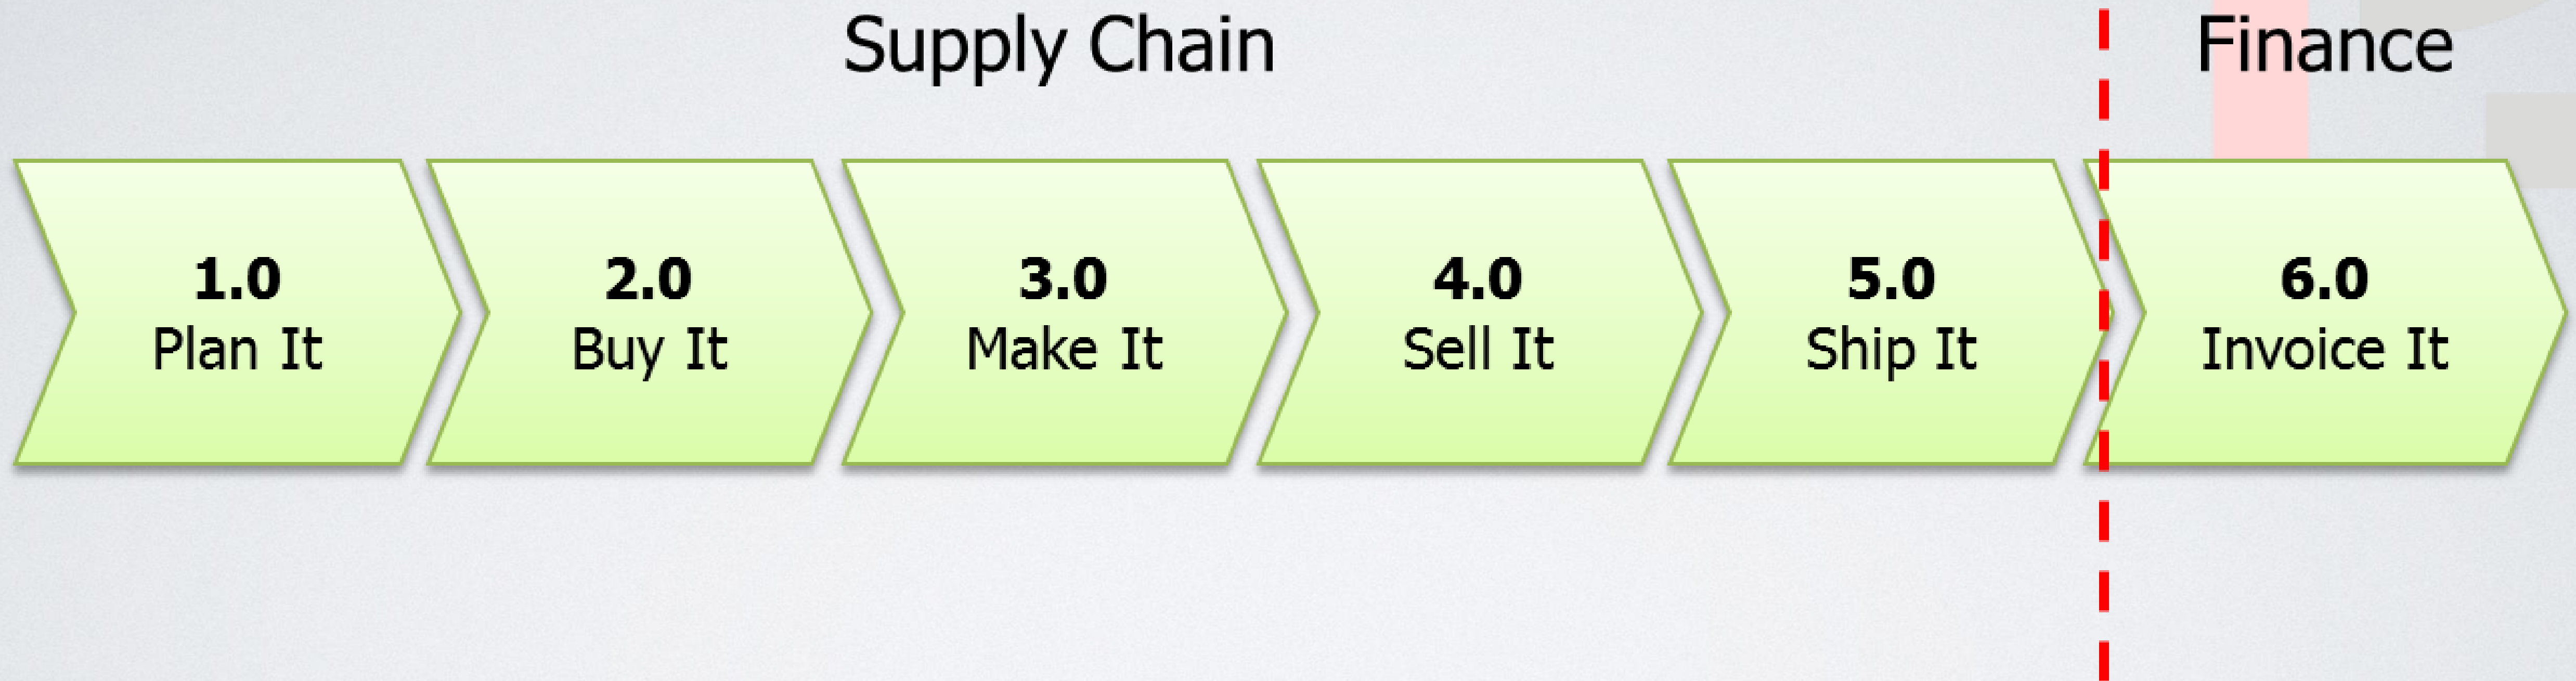 Supply Chain
Finance
1.0
Plan It
2.0
Buy It
3.0
Make It
4.0
Sell It
5.0
Ship It
6.0
Invoice It